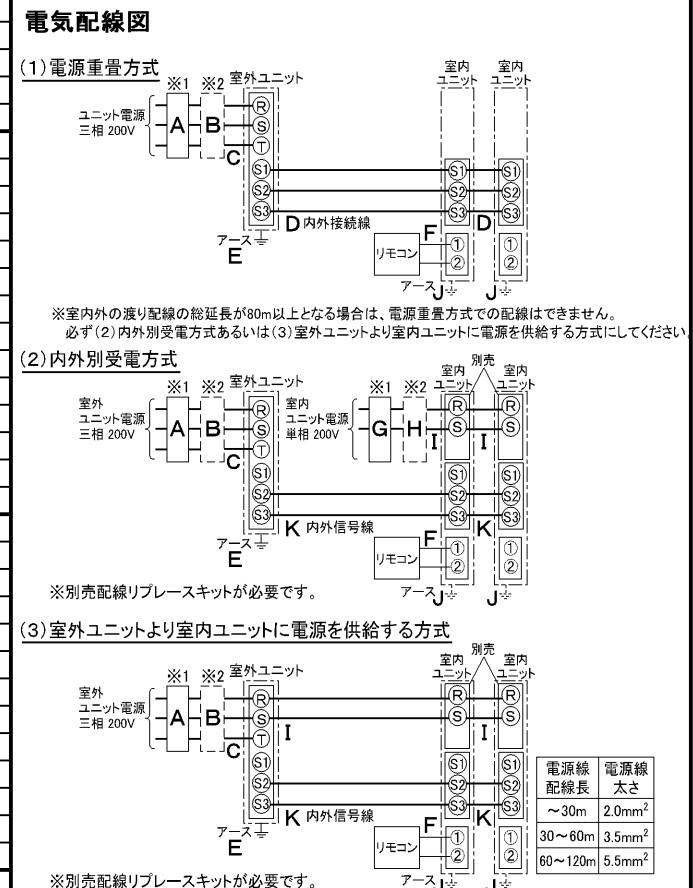 電気配線図
(1)電源重畳方式
※1 ※2 室外ユニット
室内
ユニット
室内
ユニット
ユニット電源
三相 200V
A
B
C
R
S
T
S1
S2
S3
D 内外接続線
アース
E
リモコン
F
S1
S2
S3
①
②
D
S1
S2
S3
①
②
アース J
J
※室内外の渡り配線の総延長が80m以上となる場合は、電源重畳方式での配線はできません。
必ず(2)内外別受電方式あるいは(3)室外ユニットより室内ユニットに電源を供給する方式にしてください
(2)内外別受電方式
※1 ※2 室外ユニット
※1 ※2
室内
ユニット
別売
室内
ユニット
室外
ユニット電源
三相 200V
A
B
C
R
S
T
S1
S2
S3
室内
ユニット電源
単相 200V
G
H
I
R
S
I
R
S
S1
S2
S3
S1
S2
S3
K 内外信号線
K
アース
E
リモコン
F
①
②
①
②
アース J
J
※別売配線リプレースキットが必要です。
(3)室外ユニットより室内ユニットに電源を供給する方式
※1 ※2 室外ユニット
室内
ユニット
別売
室内
ユニット
室外
ユニット電源
三相 200V
A
B
C
R
S
T
S1
S2
S3
I
R
S
I
R
S
S1
S2
S3
S1
S2
S3
K 内外信号線
K
アース
E
リモコン
F
①
②
①
②
アース J
J
※別売配線リプレースキットが必要です。
電源線
配線長
電源線
太さ
～30m 2.0mm²
30～60m 3.5mm²
60～120m 5.5mm²